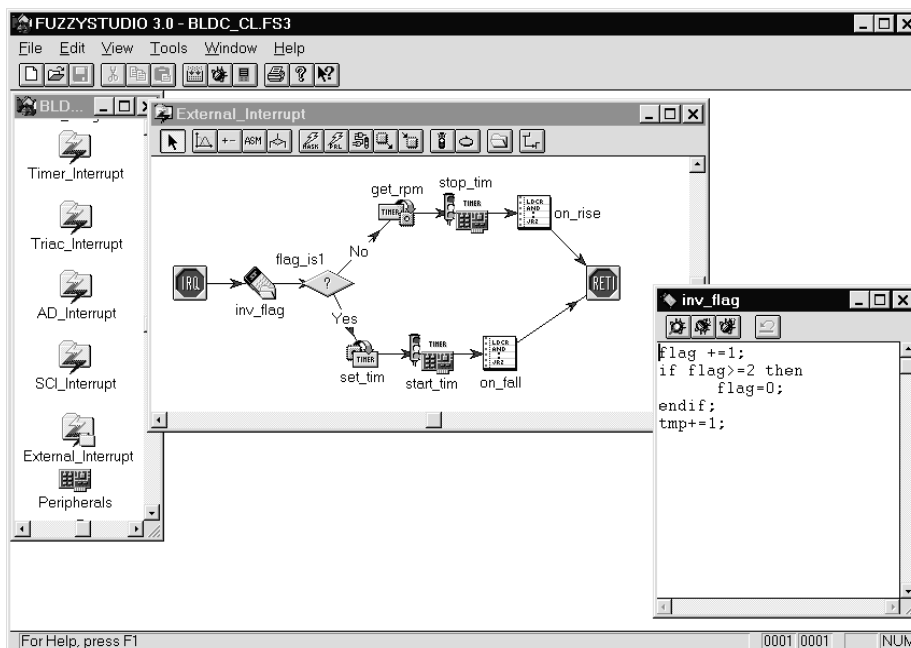 FUZZYSTUDIO 3.0 - BLDC_CL.FS3
File Edit View Tools Window Help
BLD...
Timer_Interrupt
Triac_Interrupt
AD_Interrupt
SCI_Interrupt
External_Interrupt
Peripherals
External_Interrupt
+- ASM MASK PRL
get_rpm
stop_tim
TIMER
TIMER
LDCR
AND
JRZ
on_rise
No
flag_is1
IRQ
?
RETI
inv_flag
Yes
TIMER
TIMER
LDCR
AND
JRZ
set_tim
start_tim
on_fall
inv_flag
flag +=1;
if flag>=2 then
flag=0;
endif;
tmp+=1;
For Help, press F1
0001 0001
NUM